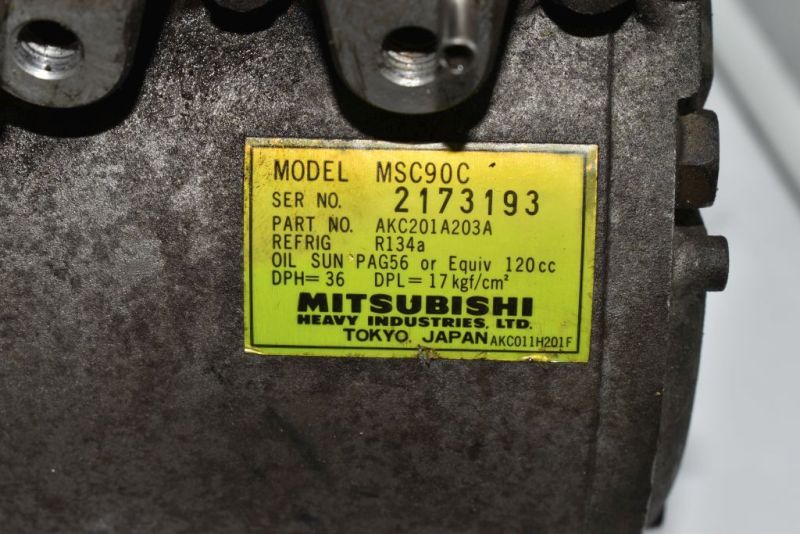 MODEL MSC90C
SER NO. 2173193
PART NO. AKC201A203A
REFRIG R134a
OIL SUN PAG56 or Equiv 120cc
DPH=36 DPL=17kgf/cm²
MITSUBISHI
HEAVY INDUSTRIES, LTD.
TOKYO, JAPAN AKC011H201F